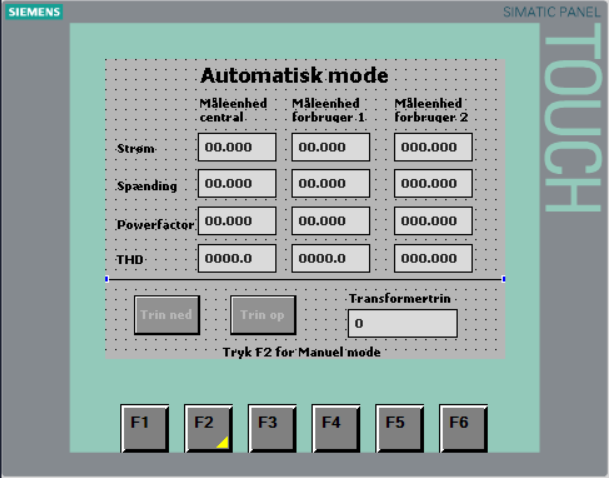 SIEMENS
SIMATIC PANEL
TOUCH
Automatisk mode
Måleenhed central
Måleenhed forbruger 1
Måleenhed forbruger 2
Strøm 00.000 00.000 000.000
Spænding 00.000 00.000 000.000
Powerfactor 00.000 00.000 000.000
THD 0000.0 0000.0 000.000
Trin ned
Trin op
Transformertrin
0
Tryk F2 for Manuel mode
F1 F2 F3 F4 F5 F6